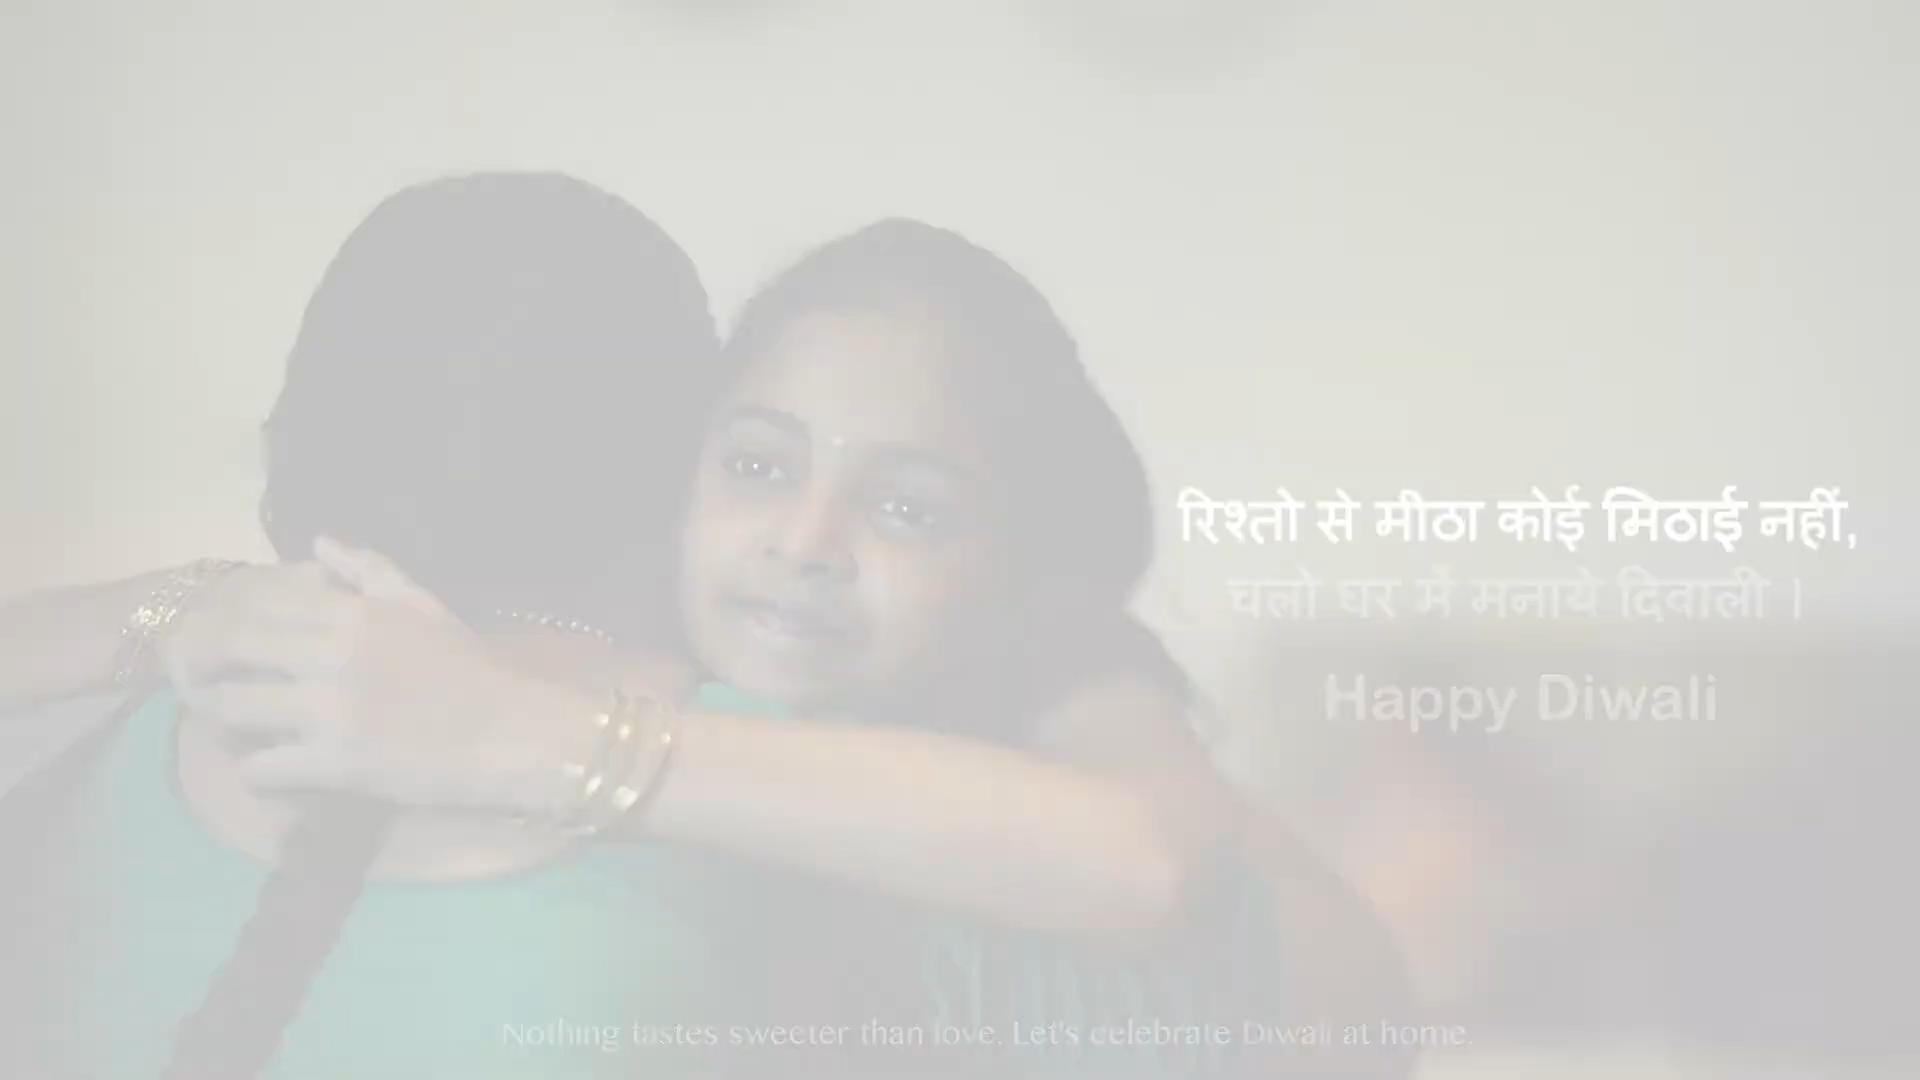 रिश्तो से मीठा कोई मिठाई नहीं,
चलो घर में मनाये दिवाली ।
Happy Diwali
Nothing tastes sweeter than love. Let's celebrate Diwali at home.